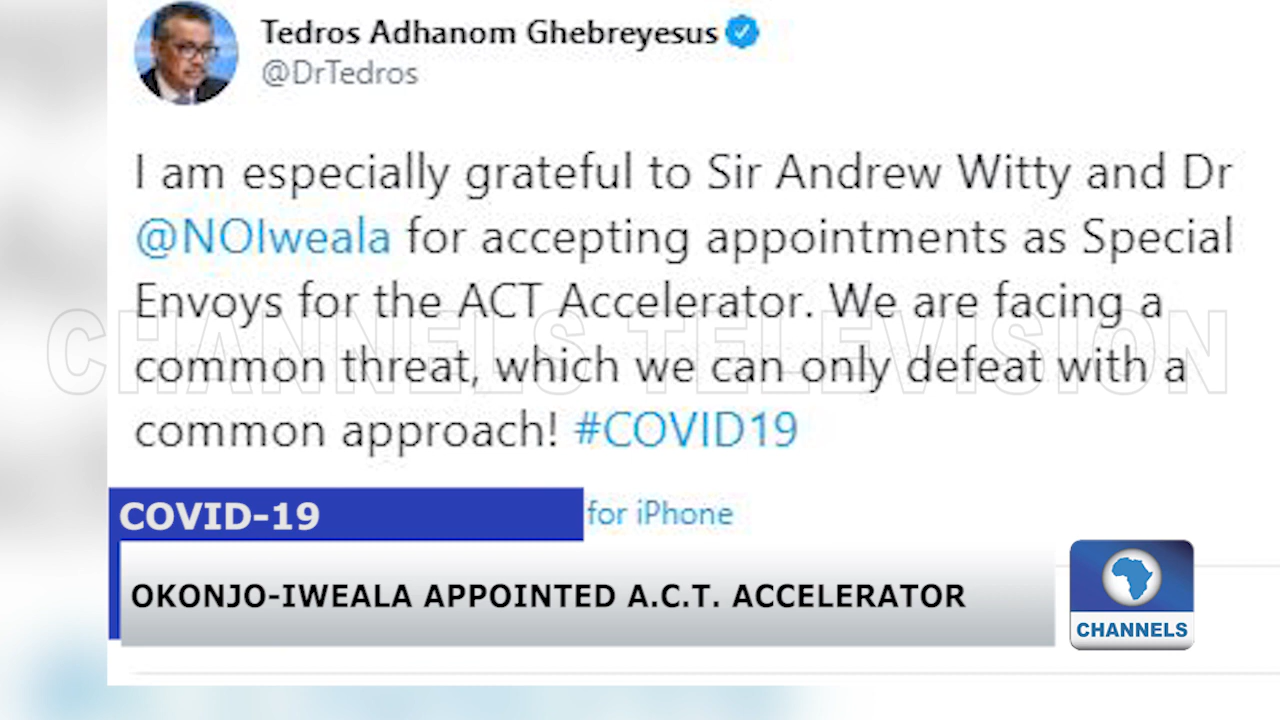 Tedros Adhanom Ghebreyesus
@DrTedros
I am especially grateful to Sir Andrew Witty and Dr
@NOIweala for accepting appointments as Special
Envoys for the ACT Accelerator. We are facing a
CHANNELS TELEVISION
common threat, which we can only defeat with a
common approach! #COVID19
for iPhone
COVID-19
OKONJO-IWEALA APPOINTED A.C.T. ACCELERATOR
CHANNELS